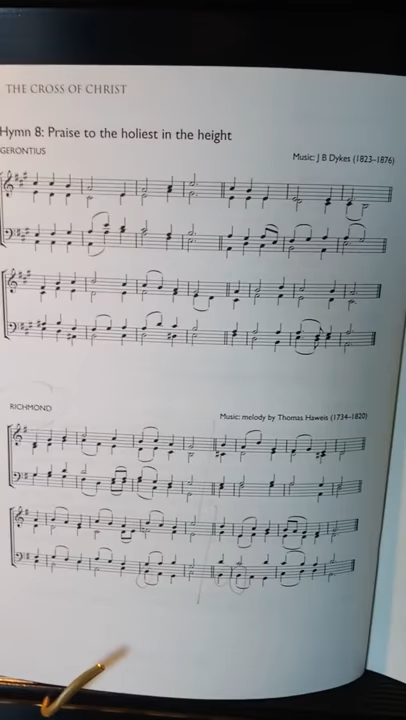 THE CROSS OF CHRIST
Hymn 8: Praise to the holiest in the height
GERONTIUS
Music: J B Dykes (1823–1876)
RICHMOND
Music: melody by Thomas Haweis (1734–1820)